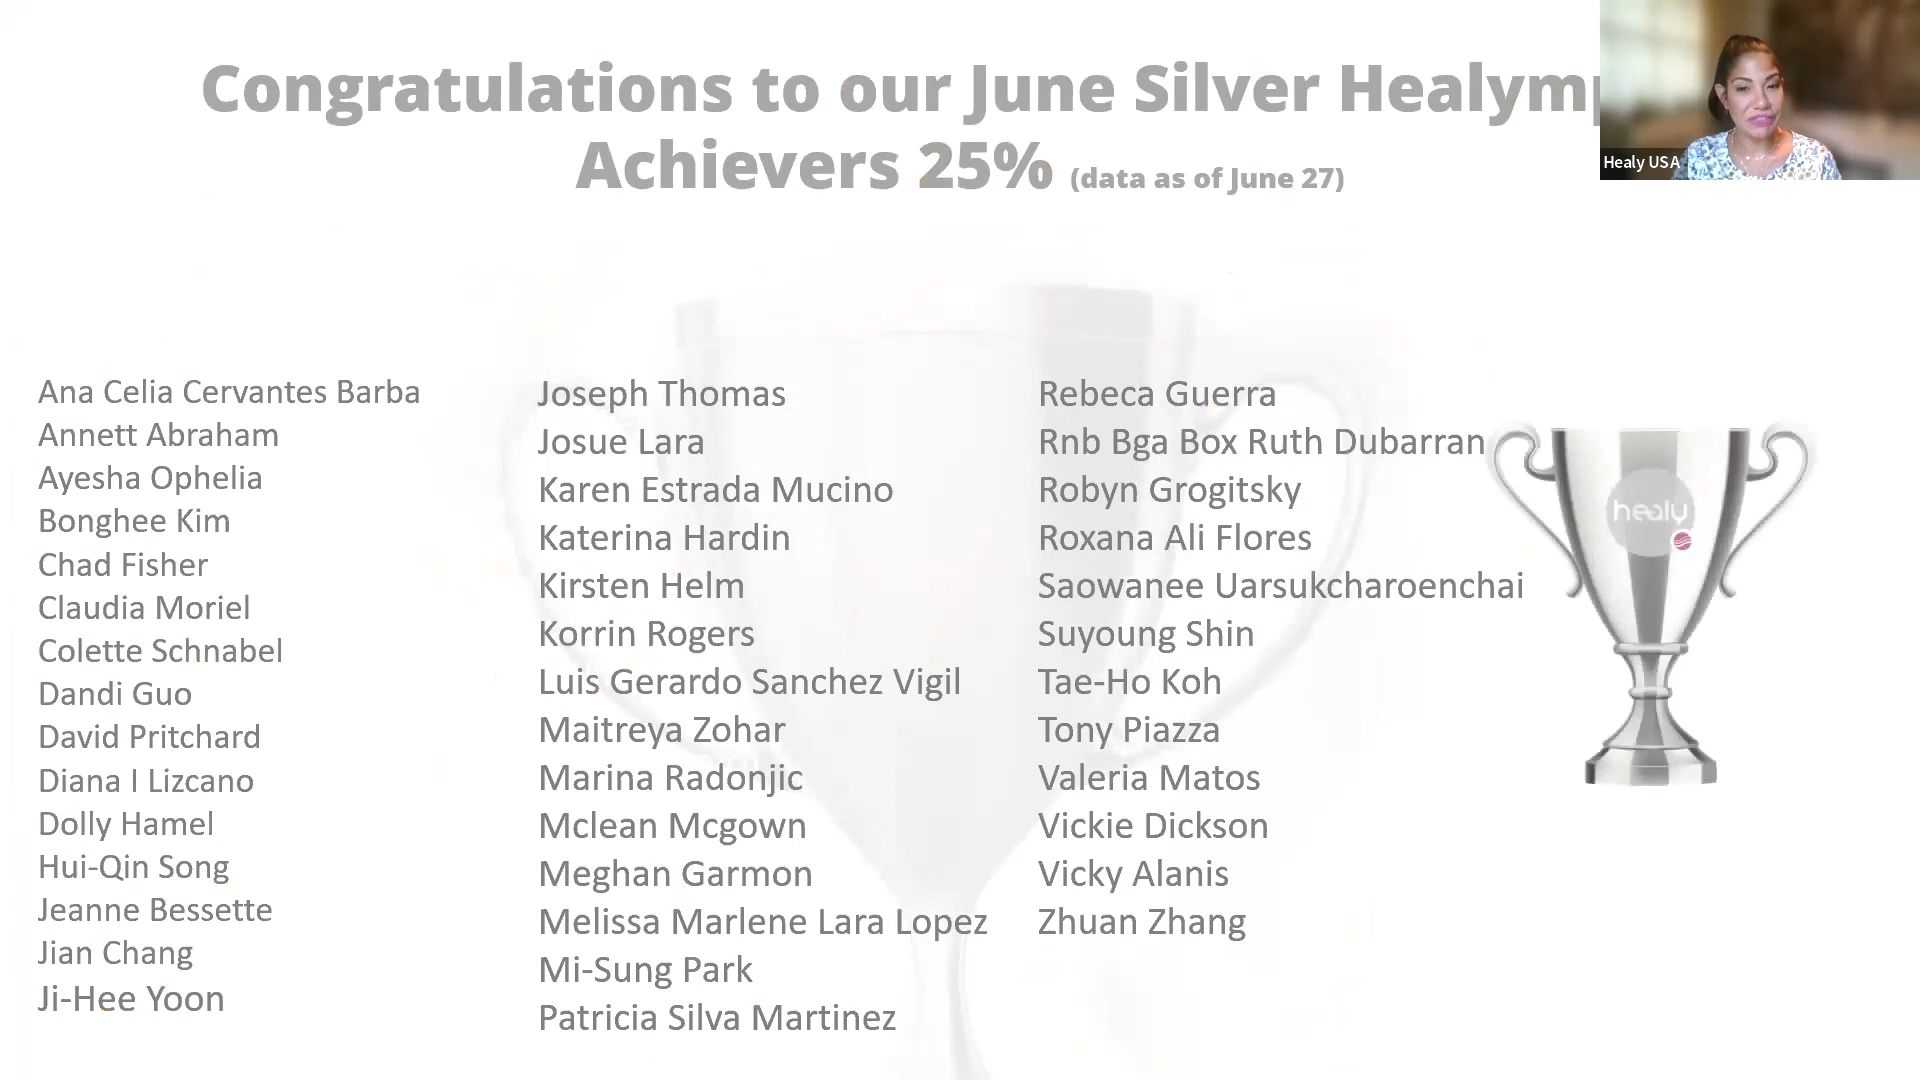 Congratulations to our June Silver Healymp
Achievers 25% (data as of June 27)
Healy USA
Ana Celia Cervantes Barba
Annett Abraham
Ayesha Ophelia
Bonghee Kim
Chad Fisher
Claudia Moriel
Colette Schnabel
Dandi Guo
David Pritchard
Diana I Lizcano
Dolly Hamel
Hui-Qin Song
Jeanne Bessette
Jian Chang
Ji-Hee Yoon
Joseph Thomas
Josue Lara
Karen Estrada Mucino
Katerina Hardin
Kirsten Helm
Korrin Rogers
Luis Gerardo Sanchez Vigil
Maitreya Zohar
Marina Radonjic
Mclean Mcgown
Meghan Garmon
Melissa Marlene Lara Lopez
Mi-Sung Park
Patricia Silva Martinez
Rebeca Guerra
Rnb Bga Box Ruth Dubarran
Robyn Grogitsky
Roxana Ali Flores
Saowanee Uarsukcharoenchai
Suyoung Shin
Tae-Ho Koh
Tony Piazza
Valeria Matos
Vickie Dickson
Vicky Alanis
Zhuan Zhang
healy